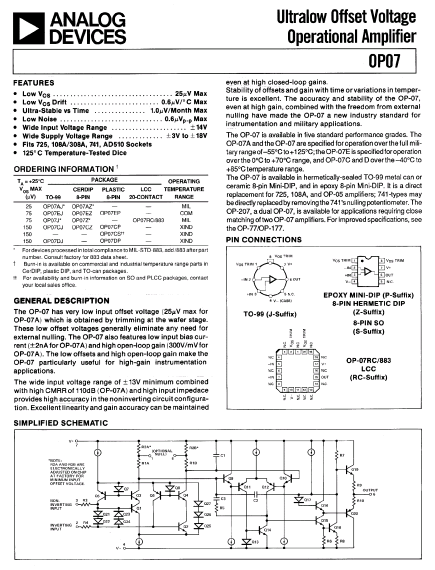 ANALOG
DEVICES
Ultralow Offset Voltage
Operational Amplifier
OP07
FEATURES
• Low VOS 25μV Max
• Low VOS Drift 0.6μV/°C Max
• Ultra-Stable vs Time 1.0μV/Month Max
• Low Noise 0.6μVp-p Max
• Wide Input Voltage Range ±14V
• Wide Supply Voltage Range ±3V to ±18V
• Fits 725, 108A/308A, 741, AD510 Sockets
• 125°C Temperature-Tested Dice
ORDERING INFORMATION †
TA = +25°C PACKAGE OPERATING
VOS MAX CERDIP PLASTIC LCC TEMPERATURE
(μV) TO-99 8-PIN 8-PIN 20-CONTACT RANGE
25 OP07AJ* OP07AZ* — — MIL
75 OP07EJ OP07EZ OP07EP — COM
75 OP07J* OP07Z* — OP07RC/883 MIL
150 OP07CJ OP07CZ OP07CP — XIND
150 — — OP07CS†† — XIND
150 OP07DJ — OP07DP — XIND
* For devices processed in total compliance to MIL-STD-883, add /883 after part
number. Consult factory for 883 data sheet.
† Burn-in is available on commercial and industrial temperature range parts in
CerDIP, plastic DIP, and TO-can packages.
†† For availability and burn-in information on SO and PLCC packages, contact
your local sales office.
GENERAL DESCRIPTION
The OP-07 has very low input offset voltage (25μV max for
OP-07A) which is obtained by trimming at the wafer stage.
These low offset voltages generally eliminate any need for
external nulling. The OP-07 also features low input bias cur-
rent (±2nA for OP-07A) and high open-loop gain (300V/mV for
OP-07A). The low offsets and high open-loop gain make the
OP-07 particularly useful for high-gain instrumentation
applications.
The wide input voltage range of ±13V minimum combined
with high CMRR of 110dB (OP-07A) and high input impedance
provides high accuracy in the noninverting circuit configura-
tion. Excellent linearity and gain accuracy can be maintained
even at high closed-loop gains.
Stability of offsets and gain with time or variations in temper-
ature is excellent. The accuracy and stability of the OP-07,
even at high gain, combined with the freedom from external
nulling have made the OP-07 a new industry standard for
instrumentation and military applications.
The OP-07 is available in five standard performance grades. The
OP-07A and the OP-07 are specified for operation over the full mili-
tary range of −55°C to +125°C; the OP-07E is specified for operation
over the 0°C to +70°C range, and OP-07C and D over the −40°C to
+85°C temperature range.
The OP-07 is available in hermetically-sealed TO-99 metal can or
ceramic 8-pin Mini-DIP, and in epoxy 8-pin Mini-DIP. It is a direct
replacement for 725, 108A, and OP-05 amplifiers; 741-types may
be directly replaced by removing the 741's nulling potentiometer. The
OP-207, a dual OP-07, is available for applications requiring close
matching of two OP-07 amplifiers. For improved specifications, see
the OP-77/OP-177.
PIN CONNECTIONS
TO-99 (J-Suffix)
EPOXY MINI-DIP (P-Suffix)
8-PIN HERMETIC DIP
(Z-Suffix)
8-PIN SO
(S-Suffix)
OP-07RC/883
LCC
(RC-Suffix)
SIMPLIFIED SCHEMATIC
*NOTE:
R2A AND R2B ARE
ELECTRONICALLY
ADJUSTED ON CHIP
AT FACTORY FOR
MINIMUM INPUT
OFFSET VOLTAGE.
(OPTIONAL
NULL)
NON-
INVERTING
INPUT
INVERTING
INPUT
OUTPUT